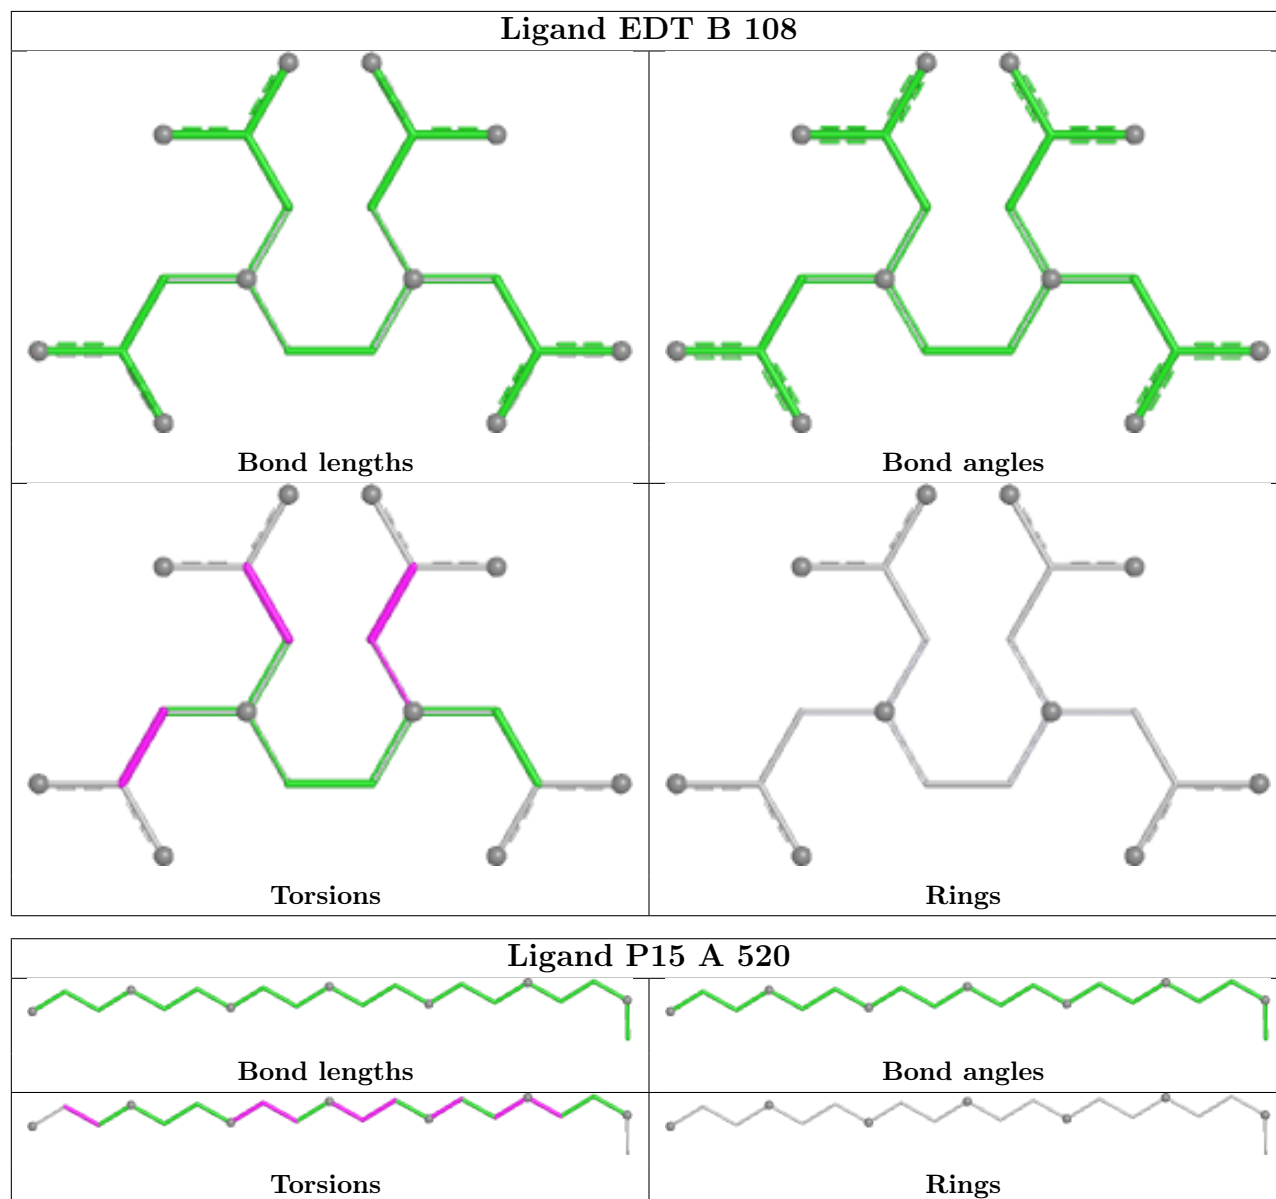 Ligand EDT B 108
Bond lengths
Bond angles
Torsions
Rings
Ligand P15 A 520
Bond lengths
Bond angles
Torsions
Rings